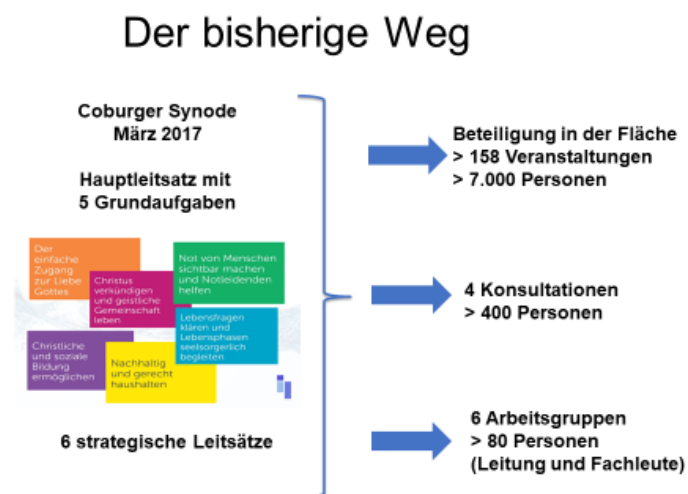 Der bisherige Weg
Coburger Synode
März 2017
Hauptleitsatz mit
5 Grundaufgaben
Der
einfache
Zugang
zur Liebe
Gottes
Christus
verkündigen
und geistliche
Gemeinschaft
leben
Not von Menschen
sichtbar machen
und Notleidenden
helfen
Lebensfragen
klären und
Lebensphasen
seelsorgerlich
begleiten
Christliche
und soziale
Bildung
ermöglichen
Nachhaltig
und gerecht
haushalten
6 strategische Leitsätze
Beteiligung in der Fläche
> 158 Veranstaltungen
> 7.000 Personen
4 Konsultationen
> 400 Personen
6 Arbeitsgruppen
> 80 Personen
(Leitung und Fachleute)